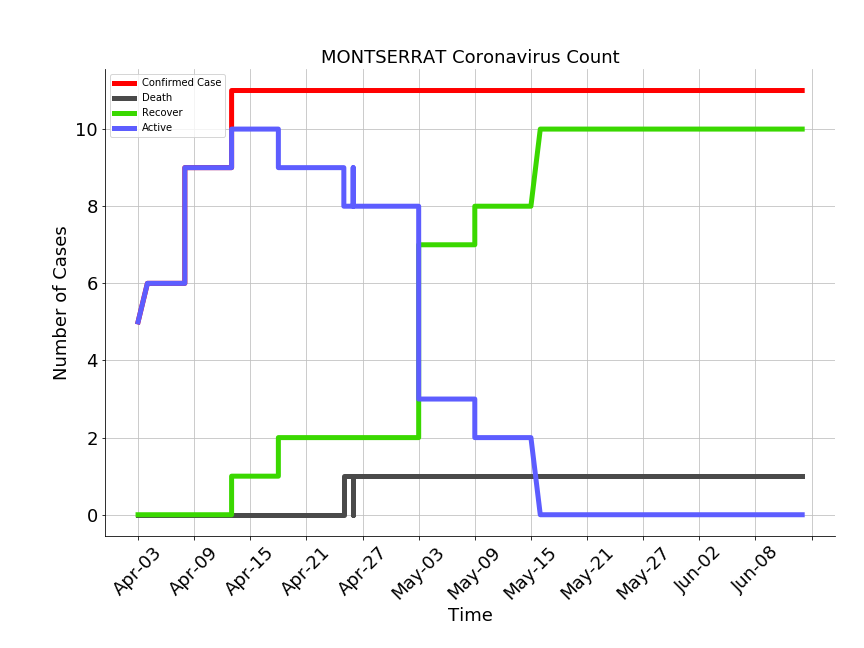 MONTSERRAT Coronavirus Count
Confirmed Case
Death
Recover
Active
Number of Cases
10
8
6
4
2
0
Apr-03
Apr-09
Apr-15
Apr-21
Apr-27
May-03
May-09
May-15
May-21
May-27
Jun-02
Jun-08
Time